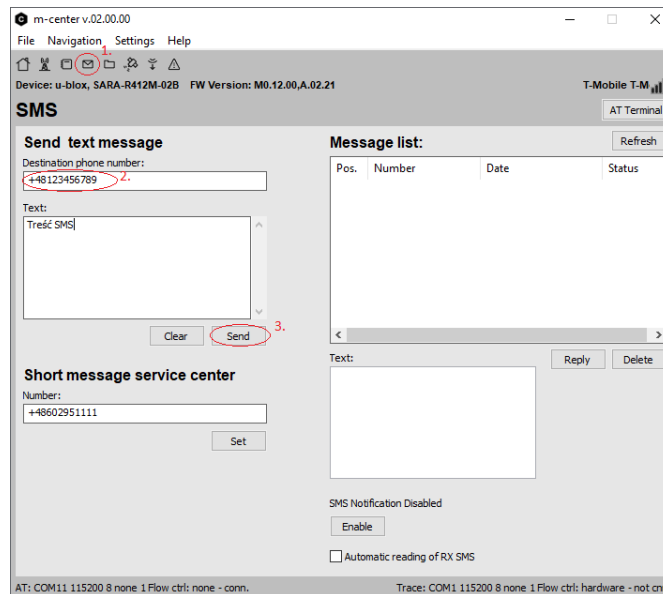 m-center v.02.00.00
File Navigation Settings Help
1.
Device: u-blox, SARA-R412M-02B FW Version: M0.12.00,A.02.21
T-Mobile T-M
SMS
AT Terminal
Send text message
Destination phone number:
+48123456789
2.
Text:
Treść SMS
Clear
Send
3.
Short message service center
Number:
+48602951111
Set
Message list:
Refresh
Pos. Number Date Status
Text:
Reply
Delete
SMS Notification Disabled
Enable
Automatic reading of RX SMS
AT: COM11 115200 8 none 1 Flow ctrl: none - conn.
Trace: COM1 115200 8 none 1 Flow ctrl: hardware - not